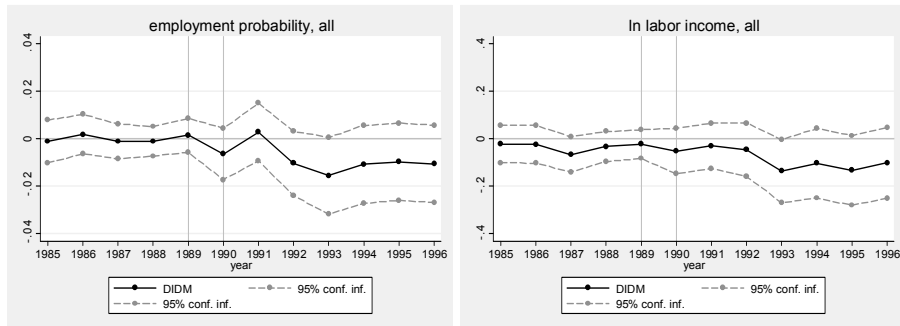 employment probability, all
.04
.02
0
-.02
-.04
1985 1986 1987 1988 1989 1990 1991 1992 1993 1994 1995 1996
year
DIDM
95% conf. inf.
95% conf. inf.
ln labor income, all
.4
.2
0
-.2
-.4
1985 1986 1987 1988 1989 1990 1991 1992 1993 1994 1995 1996
year
DIDM
95% conf. inf.
95% conf. inf.